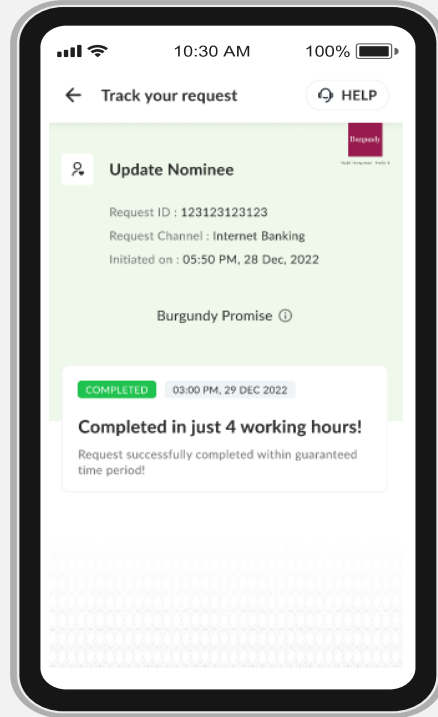 10:30 AM
100%
Track your request
HELP
Burgundy
Update Nominee
Request ID : 123123123123
Request Channel : Internet Banking
Initiated on : 05:50 PM, 28 Dec, 2022
Burgundy Promise
COMPLETED
03:00 PM, 29 DEC 2022
Completed in just 4 working hours!
Request successfully completed within guaranteed
time period!